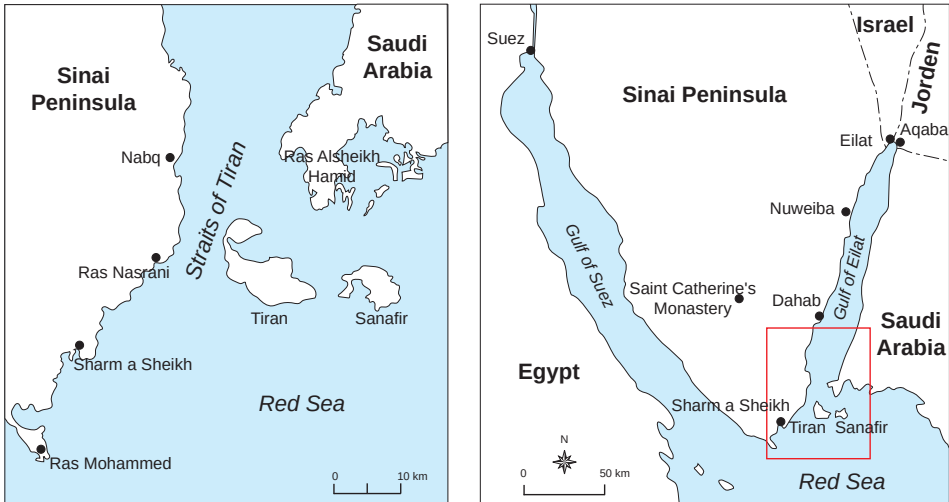 Sinai
Peninsula
Saudi
Arabia
Nabq
Ras Alsheikh
Hamid
Straits of Tiran
Ras Nasrani
Tiran
Sanafir
Sharm a Sheikh
Red Sea
Ras Mohammed
0
10 km
Suez
Israel
Jorden
Sinai Peninsula
Eilat
Aqaba
Nuweiba
Gulf of Suez
Gulf of Eilat
Saint Catherine's
Monastery
Dahab
Saudi
Arabia
Egypt
Sharm a Sheikh
Tiran
Sanafir
N
0
50 km
Red Sea